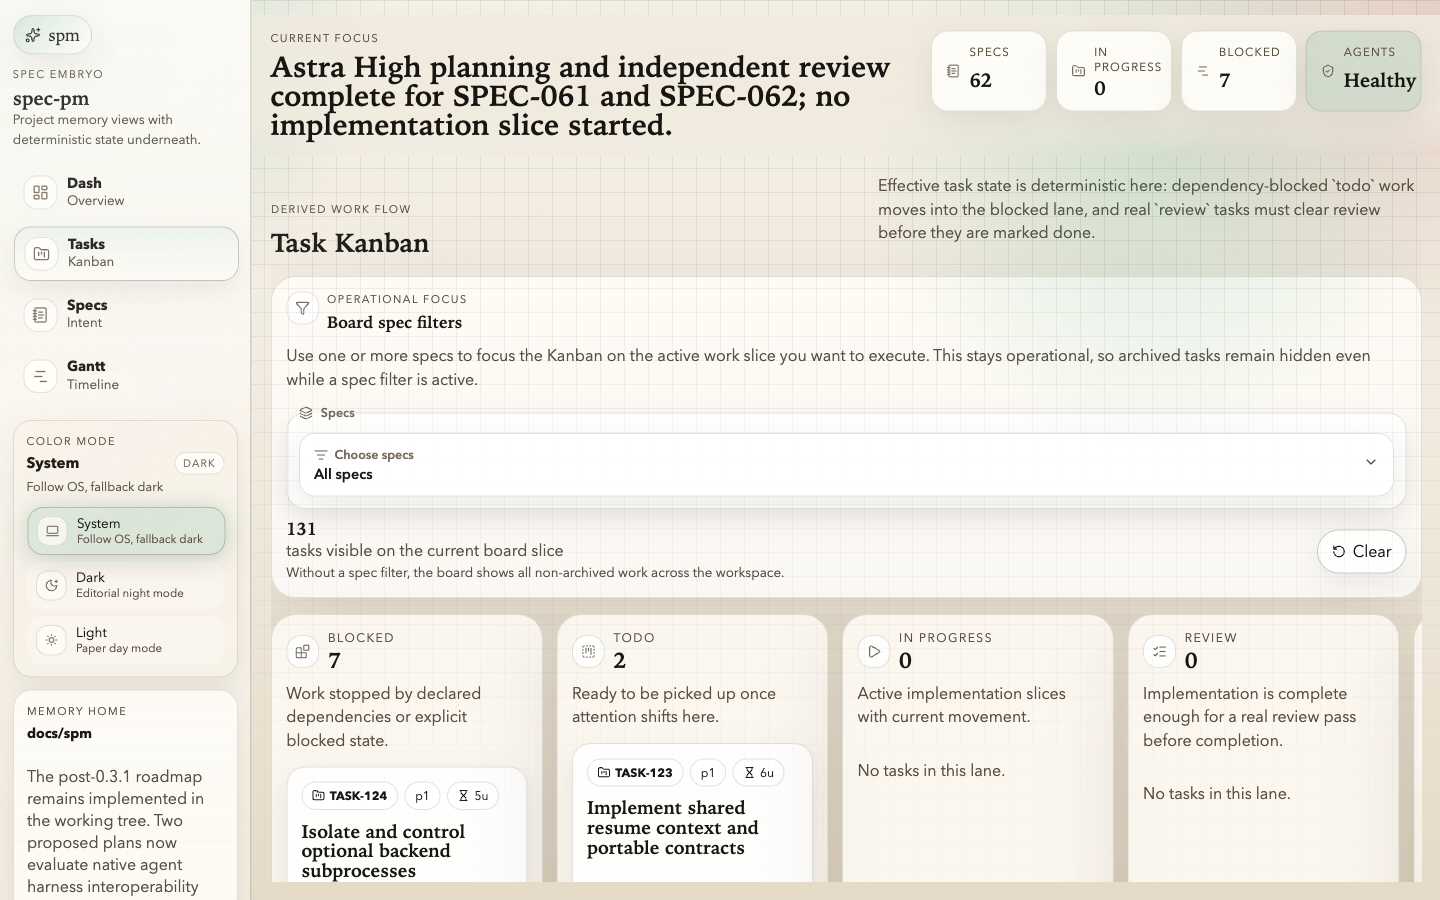 spm
SPEC EMBRYO
spec-pm
Project memory views with
deterministic state underneath.
Dash
Overview
Tasks
Kanban
Specs
Intent
Gantt
Timeline
COLOR MODE
System
DARK
Follow OS, fallback dark
System
Follow OS, fallback dark
Dark
Editorial night mode
Light
Paper day mode
MEMORY HOME
docs/spm
The post-0.3.1 roadmap
remains implemented in
the working tree. Two
proposed plans now
evaluate native agent
harness interoperability
CURRENT FOCUS
Astra High planning and independent review
complete for SPEC-061 and SPEC-062; no
implementation slice started.
SPECS
62
IN
PROGRESS
0
BLOCKED
7
AGENTS
Healthy
DERIVED WORK FLOW
Task Kanban
Effective task state is deterministic here: dependency-blocked `todo` work
moves into the blocked lane, and real `review` tasks must clear review
before they are marked done.
OPERATIONAL FOCUS
Board spec filters
Use one or more specs to focus the Kanban on the active work slice you want to execute. This stays operational, so archived tasks remain hidden even
while a spec filter is active.
Specs
Choose specs
All specs
131
tasks visible on the current board slice
Without a spec filter, the board shows all non-archived work across the workspace.
Clear
BLOCKED
7
Work stopped by declared
dependencies or explicit
blocked state.
TASK-124
p1
5u
Isolate and control
optional backend
subprocesses
TODO
2
Ready to be picked up once
attention shifts here.
TASK-123
p1
6u
Implement shared
resume context and
portable contracts
IN PROGRESS
0
Active implementation slices
with current movement.
No tasks in this lane.
REVIEW
0
Implementation is complete
enough for a real review pass
before completion.
No tasks in this lane.